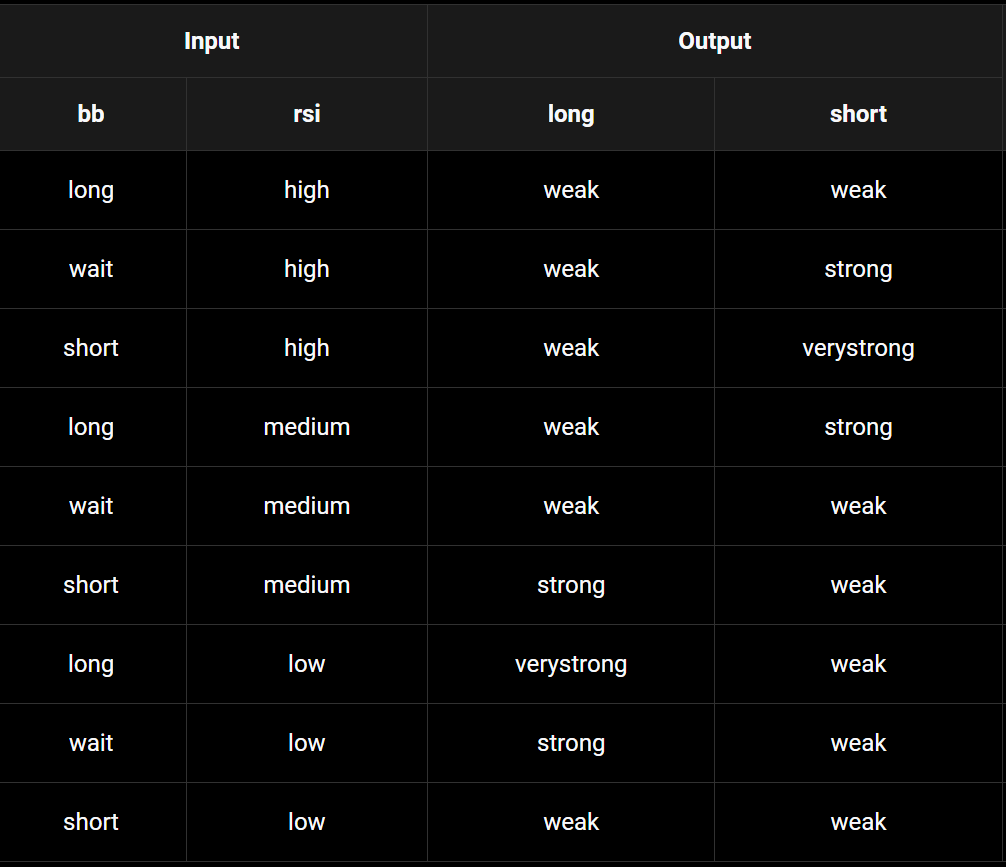 Input Output
bb rsi long short
long high weak weak
wait high weak strong
short high weak verystrong
long medium weak strong
wait medium weak weak
short medium strong weak
long low verystrong weak
wait low strong weak
short low weak weak